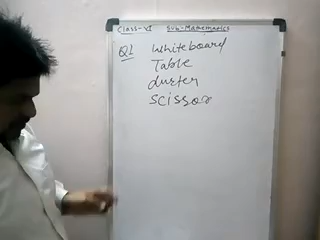 Class-VI Sub-Mathematics
Q1 Whiteboard
Table
duster
scissor